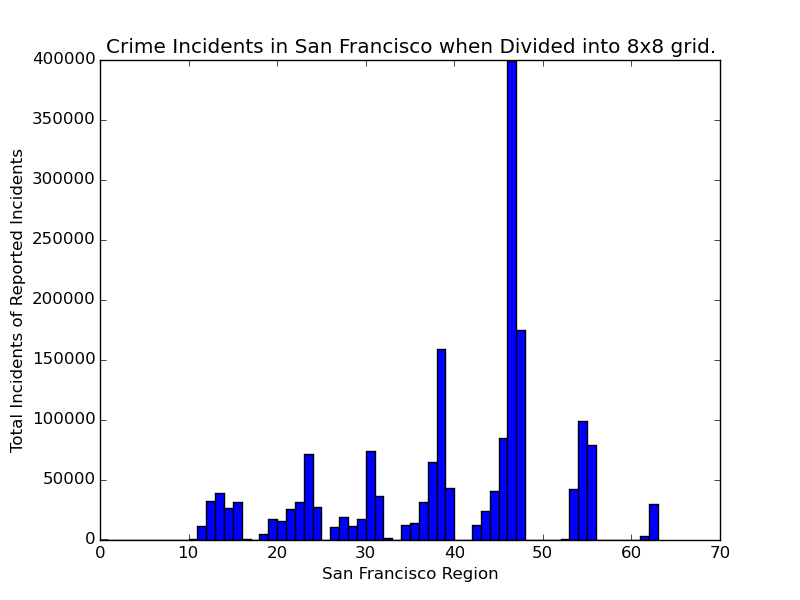 Crime Incidents in San Francisco when Divided into 8x8 grid.
400000
350000
300000
250000
200000
150000
100000
50000
0
0 10 20 30 40 50 60 70
San Francisco Region
Total Incidents of Reported Incidents